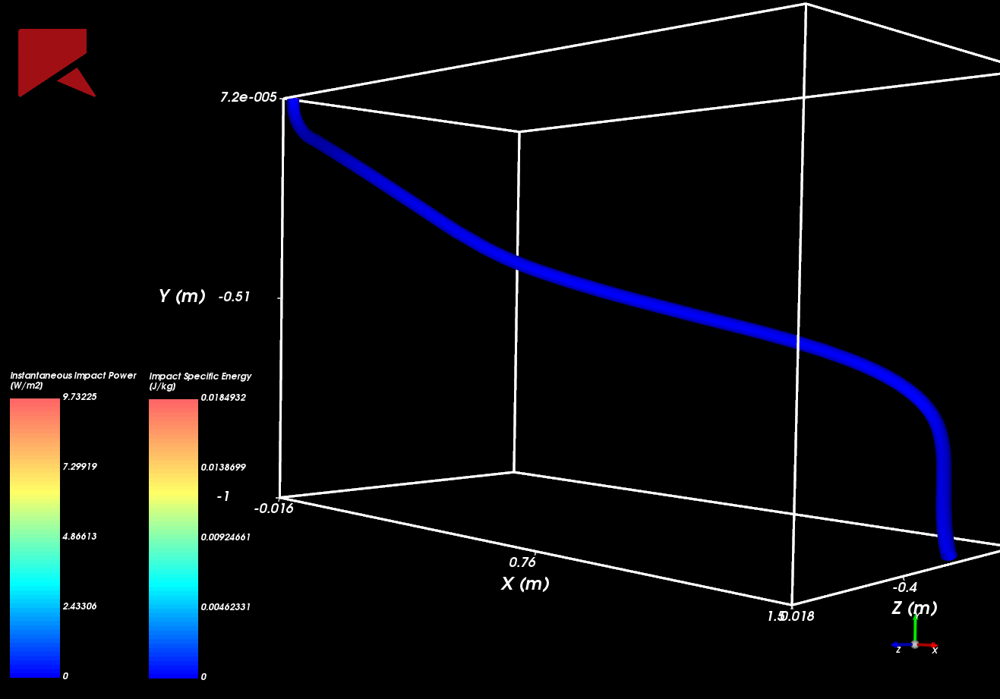 7.2e-005
Y (m)
-0.51
-1
-0.016
0.76
X (m)
1.5
0.018
-0.4
Z (m)
Y
Z
X
Instantaneous Impact Power
(W/m2)
9.73225
7.29919
4.86613
2.43306
0
Impact Specific Energy
(J/kg)
0.0184932
0.0138699
0.00924661
0.00462331
0